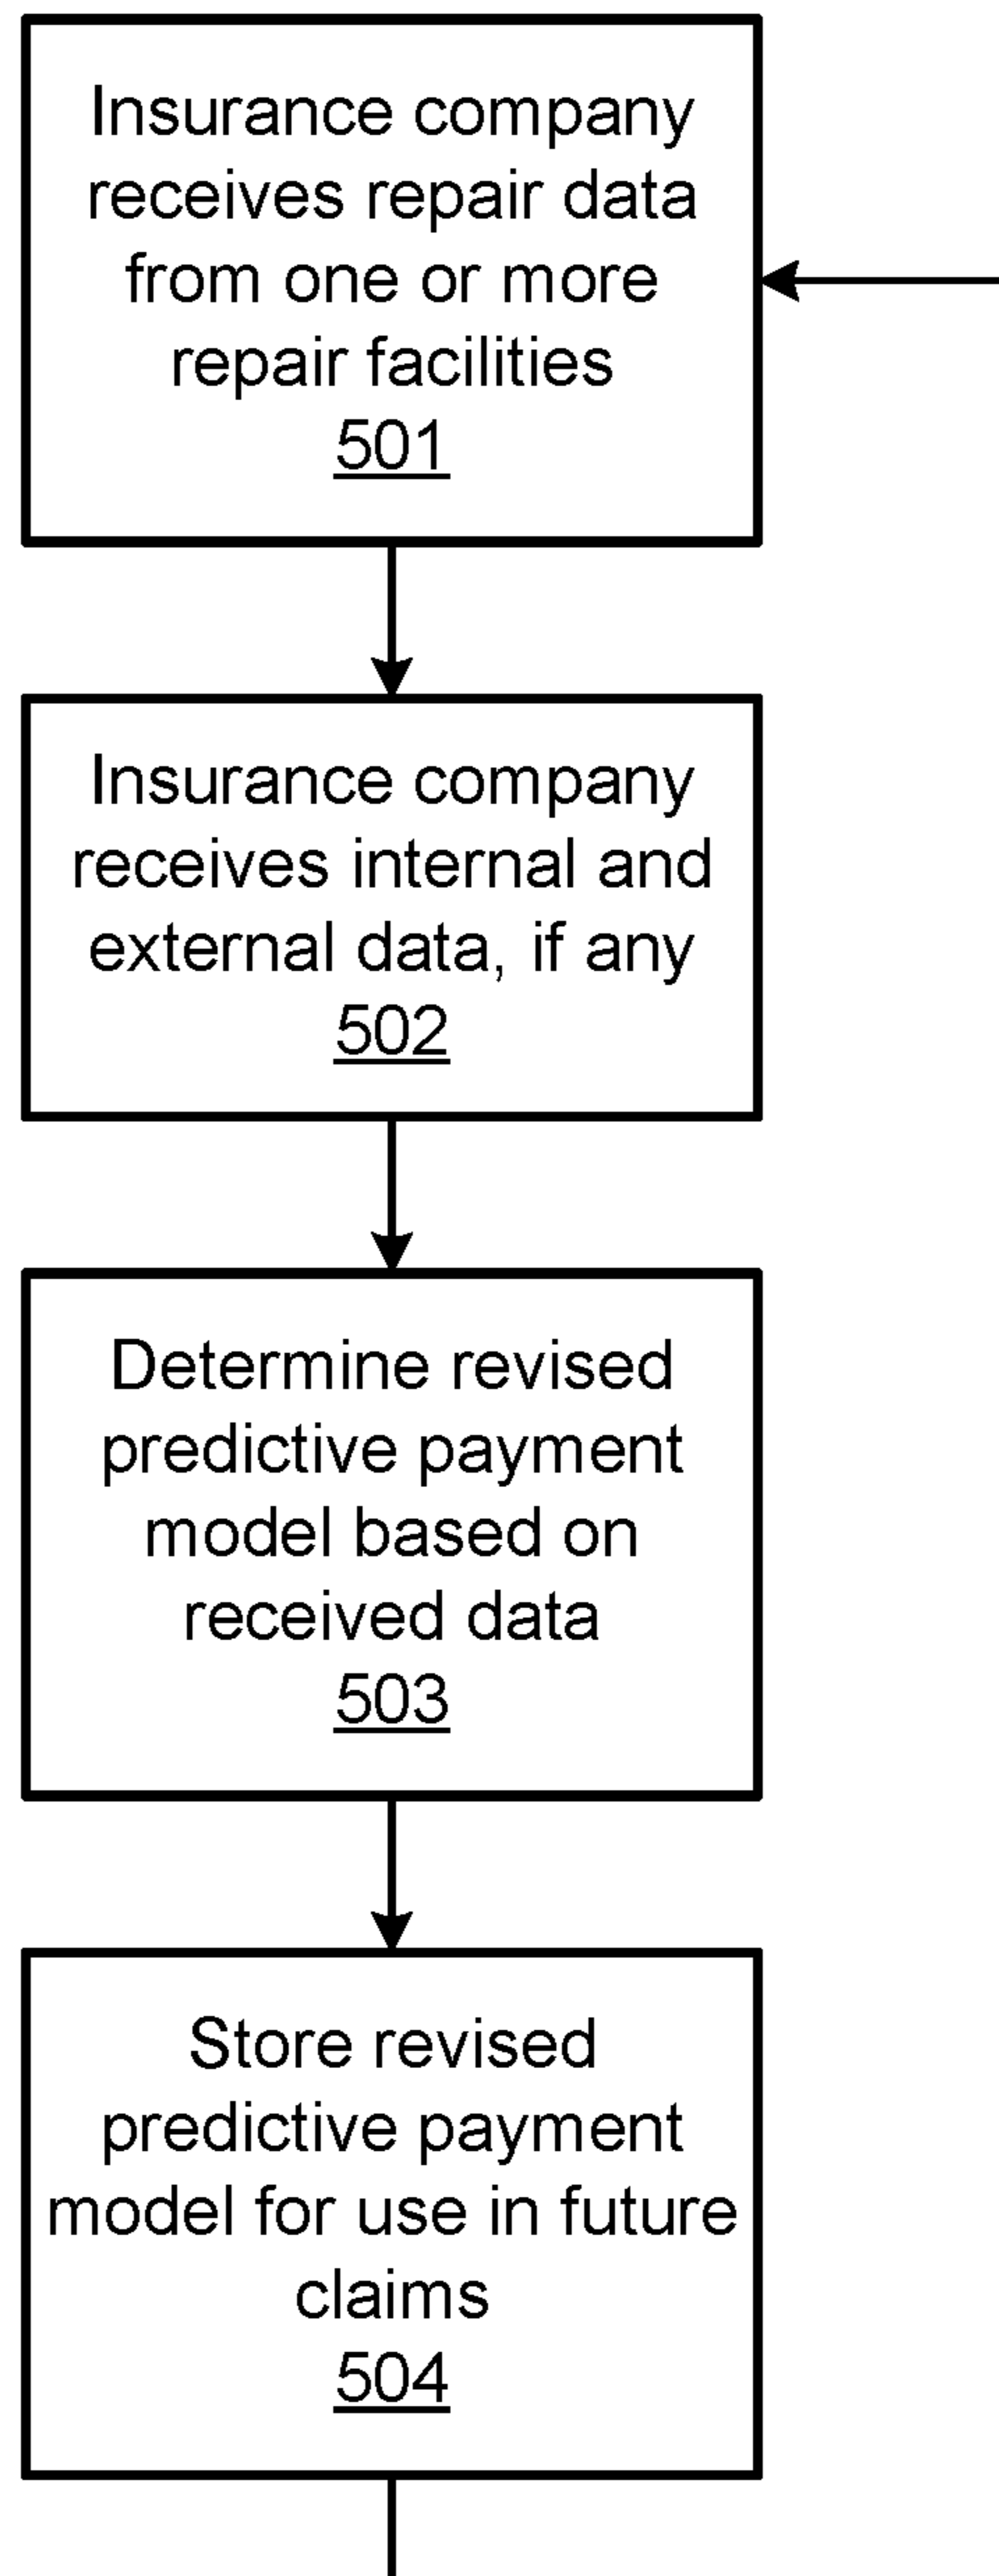 Insurance company
receives repair data
from one or more
repair facilities
501
Insurance company
receives internal and
external data, if any
502
Determine revised
predictive payment
model based on
received data
503
Store revised
predictive payment
model for use in future
claims
504